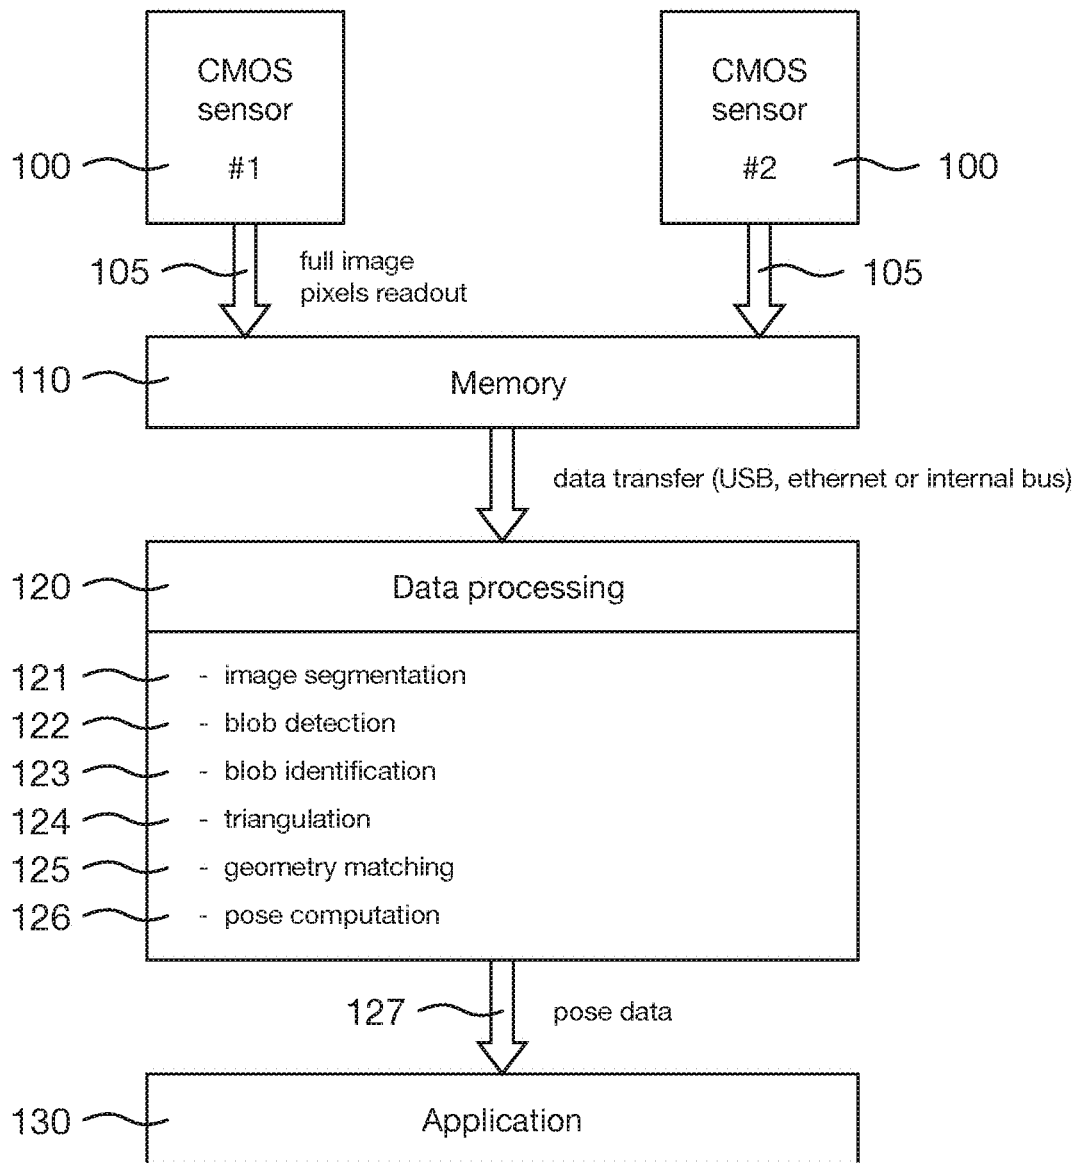 CMOS
sensor
#1
100
CMOS
sensor
#2
100
105
full image
pixels readout
105
110
Memory
data transfer (USB, ethernet or internal bus)
120
Data processing
121
- image segmentation
122
- blob detection
123
- blob identification
124
- triangulation
125
- geometry matching
126
- pose computation
127
pose data
130
Application